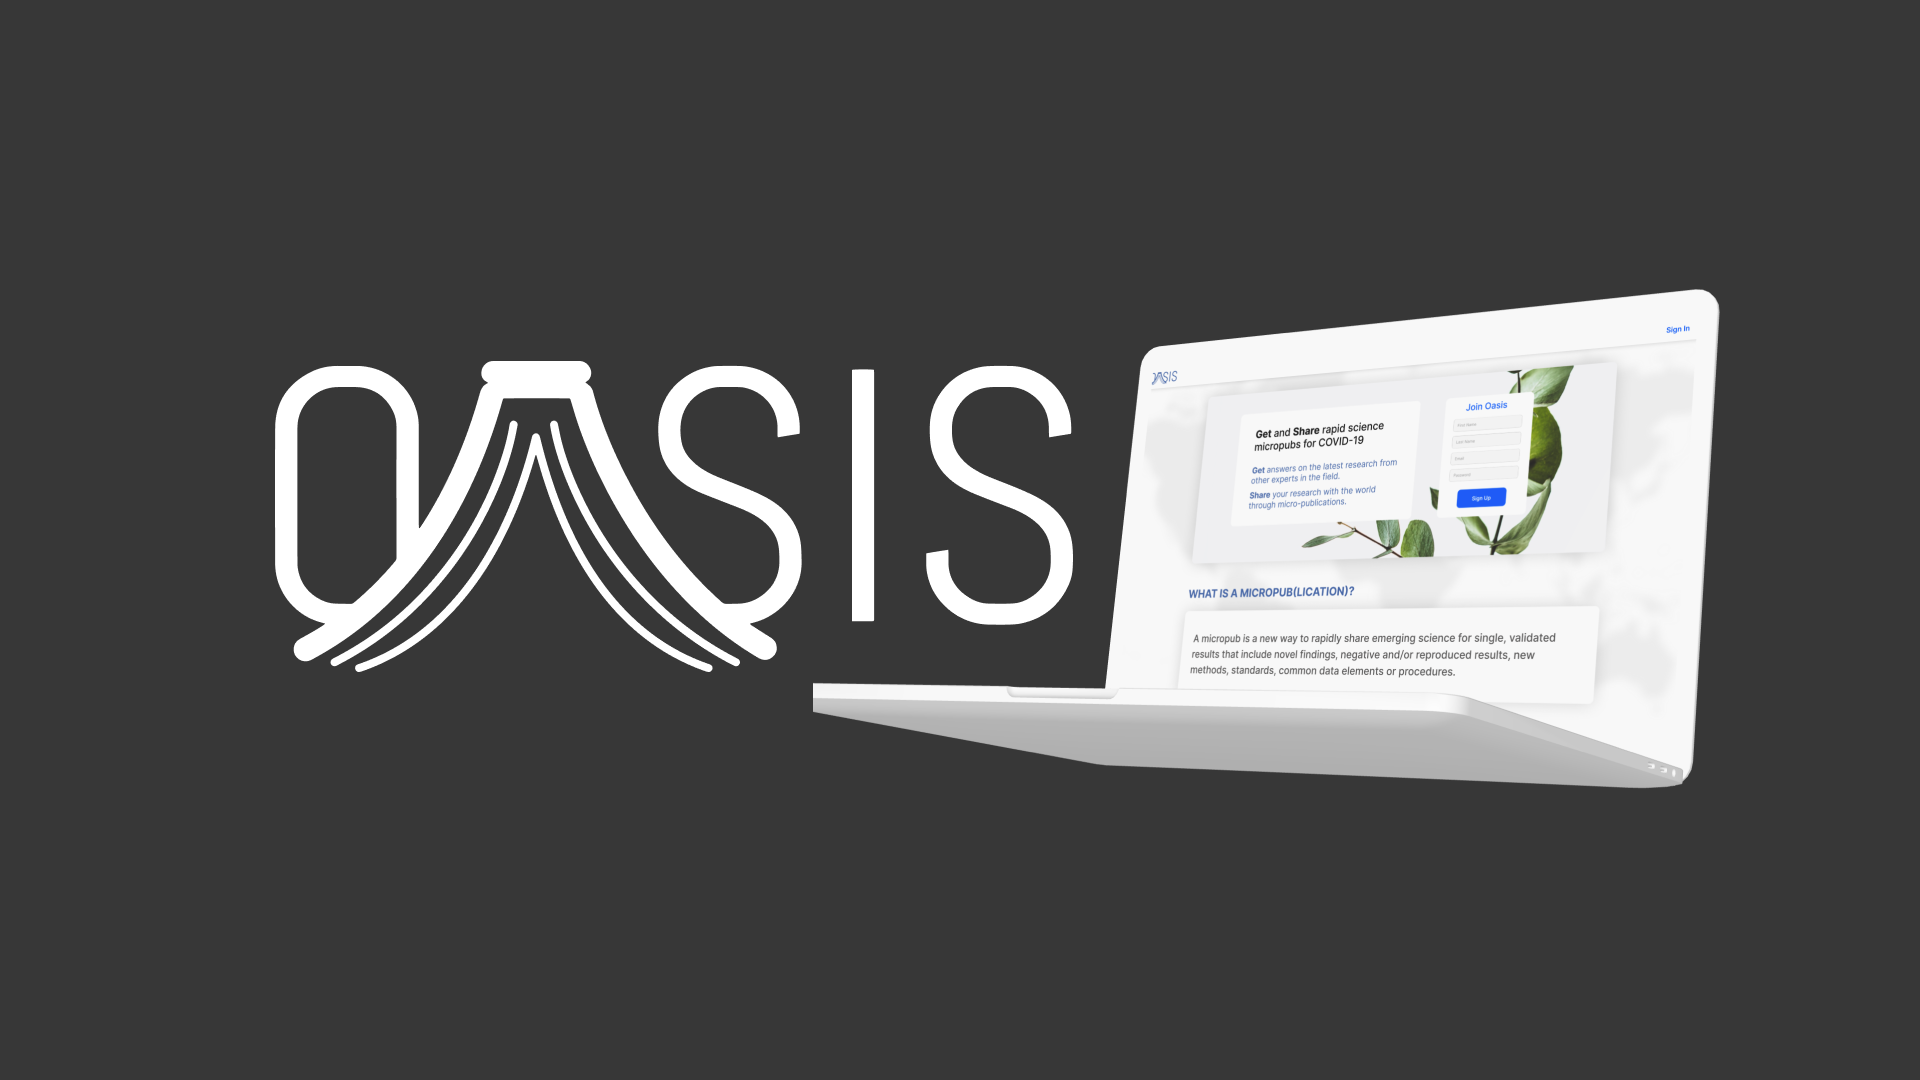 OASIS
Sign In
OASIS
Get and Share rapid science
micropubs for COVID-19
Get answers on the latest research from
other experts in the field.
Share your research with the world
through micro-publications.
Join Oasis
First Name
Last Name
Email
Password
Sign Up
WHAT IS A MICROPUB(LICATION)?
A micropub is a new way to rapidly share emerging science for single, validated
results that include novel findings, negative and/or reproduced results, new
methods, standards, common data elements or procedures.